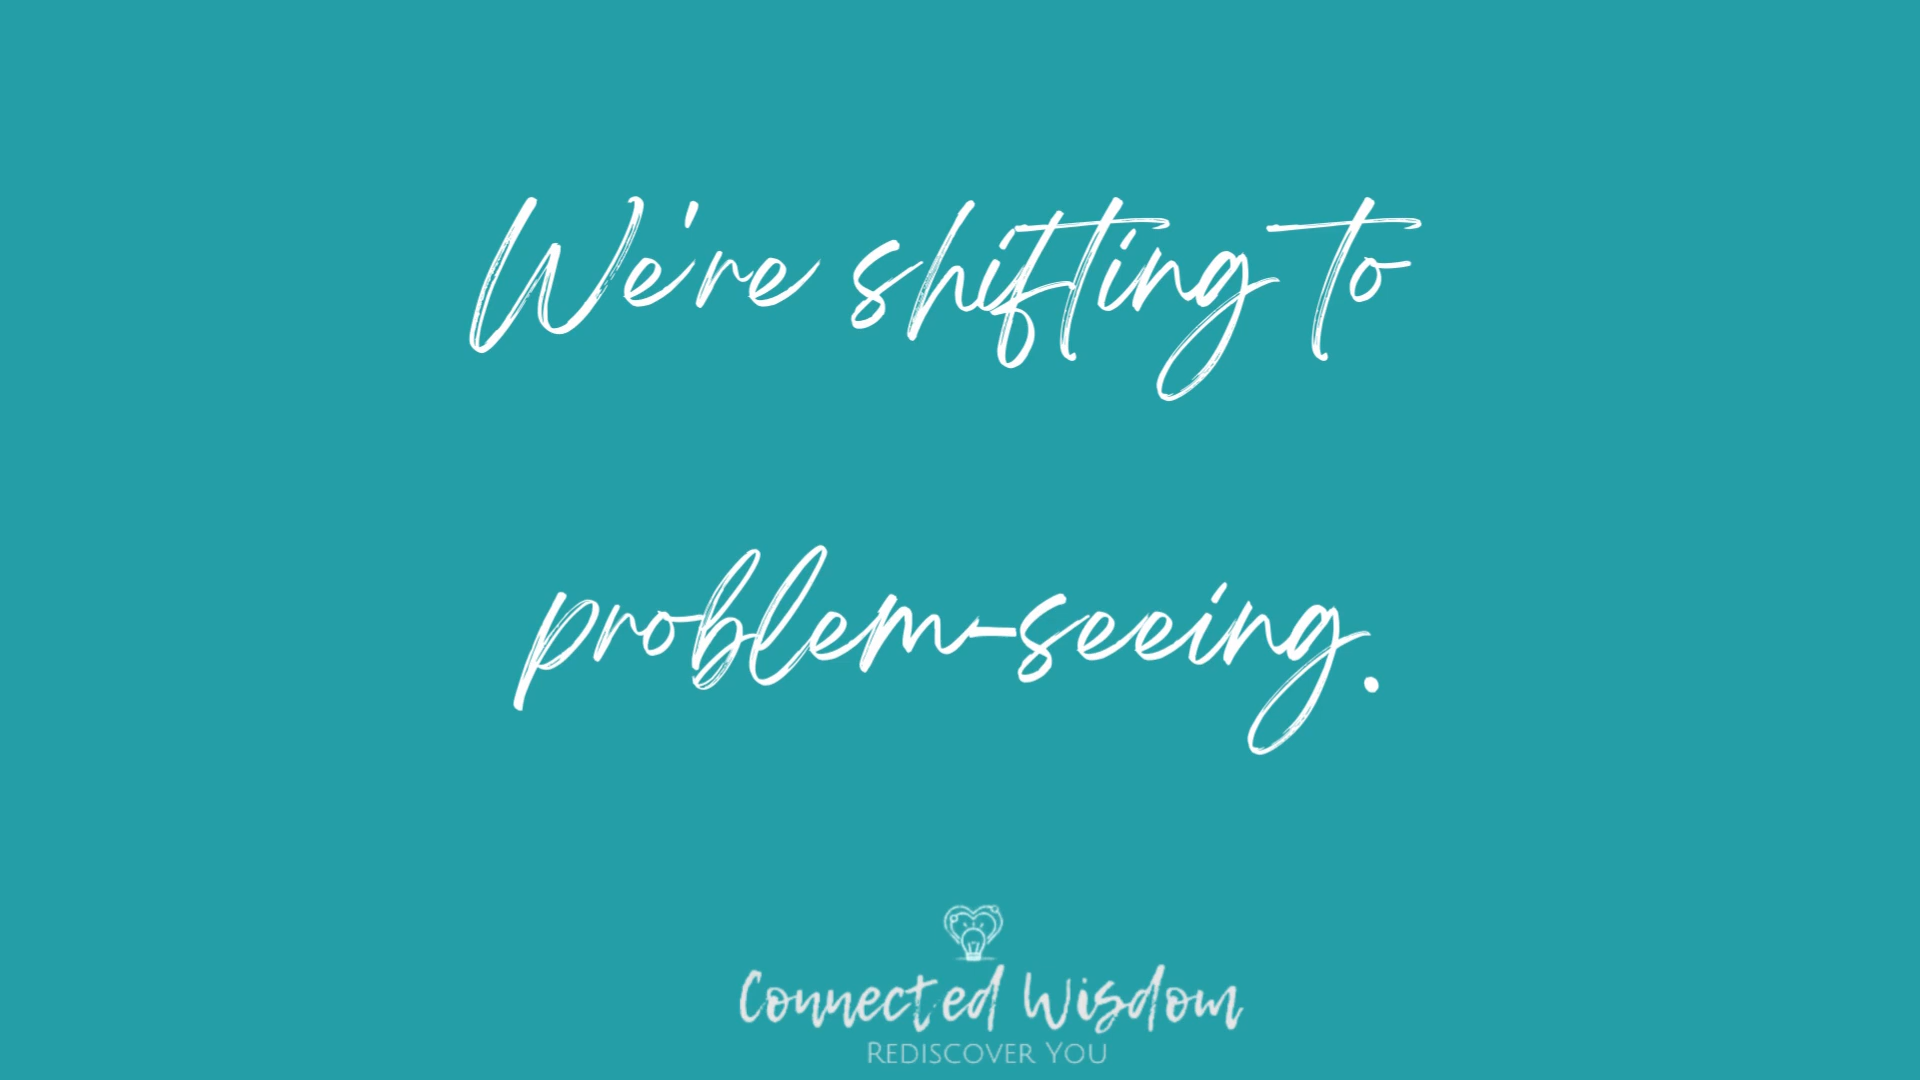 We're shifting to
problem-seeing.
Connected Wisdom
Rediscover You